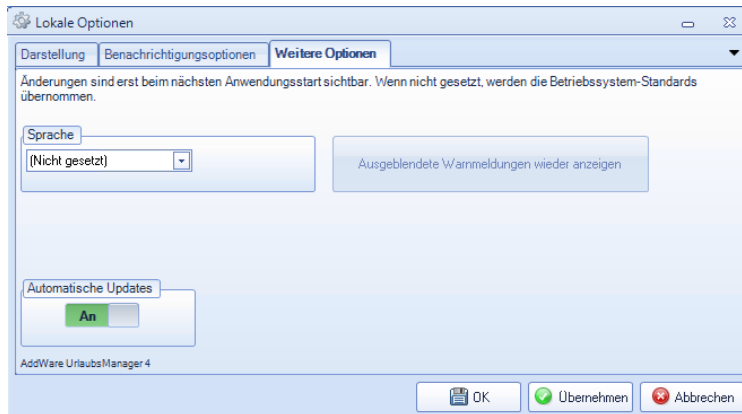 Lokale Optionen
Darstellung Benachrichtigungsoptionen Weitere Optionen
Änderungen sind erst beim nächsten Anwendungsstart sichtbar. Wenn nicht gesetzt, werden die Betriebssystem-Standards
übernommen.
Sprache
(Nicht gesetzt)
Ausgeblendete Warnmeldungen wieder anzeigen
Automatische Updates
An
AddWare UrlaubsManager 4
OK Übernehmen Abbrechen